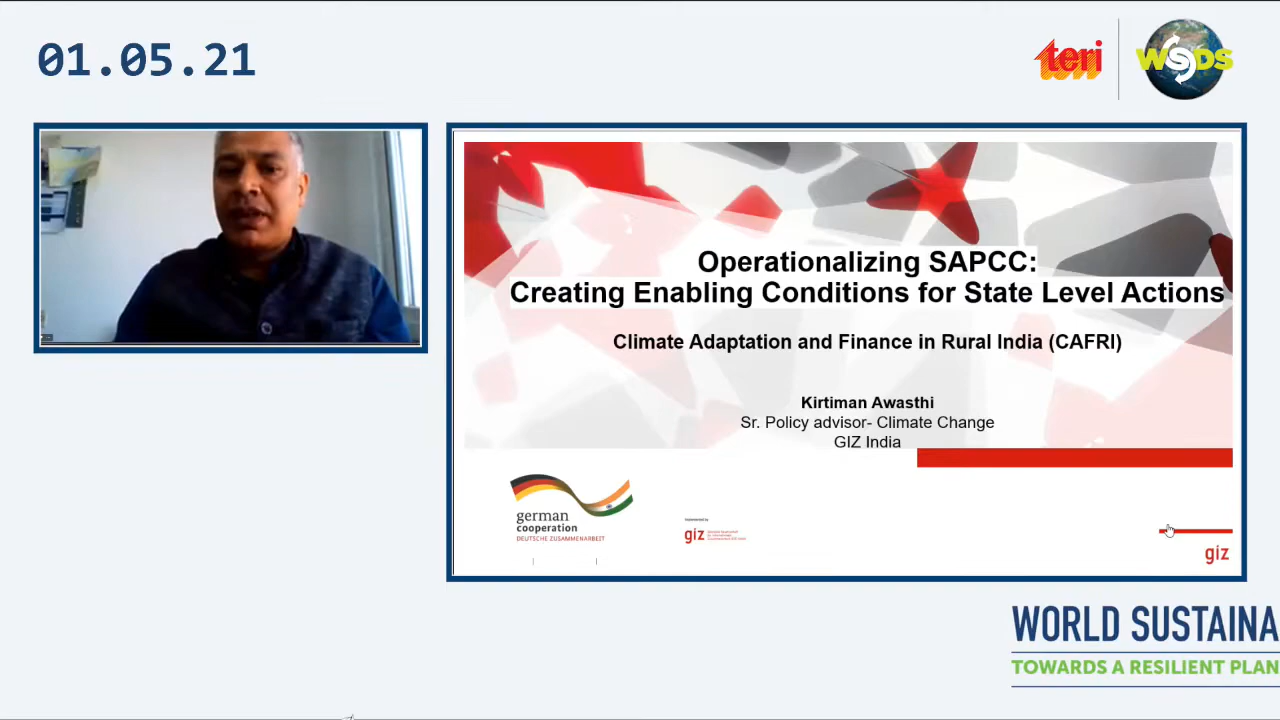 01.05.21
teri
WSDS
Operationalizing SAPCC:
Creating Enabling Conditions for State Level Actions
Climate Adaptation and Finance in Rural India (CAFRI)
Kirtiman Awasthi
Sr. Policy advisor- Climate Change
GIZ India
german
cooperation
DEUTSCHE ZUSAMMENARBEIT
Implemented by
giz
giz
WORLD SUSTAINA
TOWARDS A RESILIENT PLAN